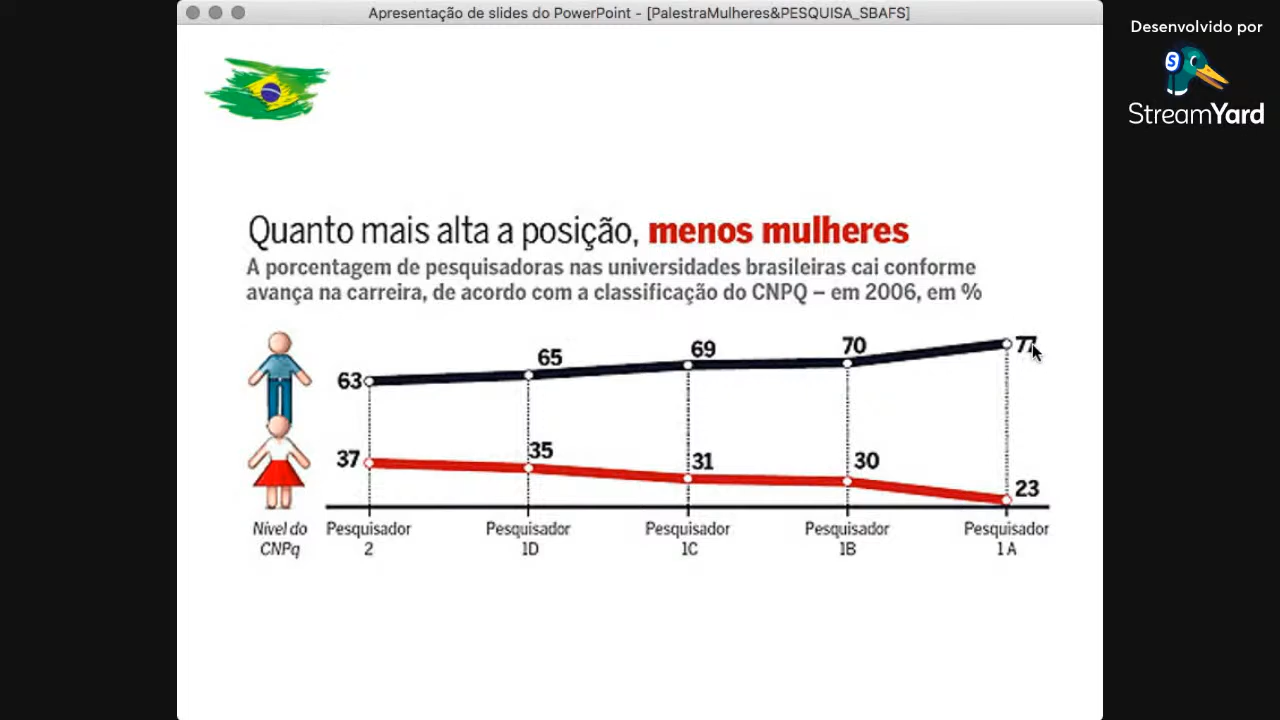 Apresentação de slides do PowerPoint - [PalestraMulheres&PESQUISA_SBAFS]
Desenvolvido por
S
StreamYard
Quanto mais alta a posição, menos mulheres
A porcentagem de pesquisadoras nas universidades brasileiras cai conforme
avança na carreira, de acordo com a classificação do CNPQ – em 2006, em %
63 65 69 70 77
37 35 31 30 23
Nível do CNPq
Pesquisador 2
Pesquisador 1D
Pesquisador 1C
Pesquisador 1B
Pesquisador 1A